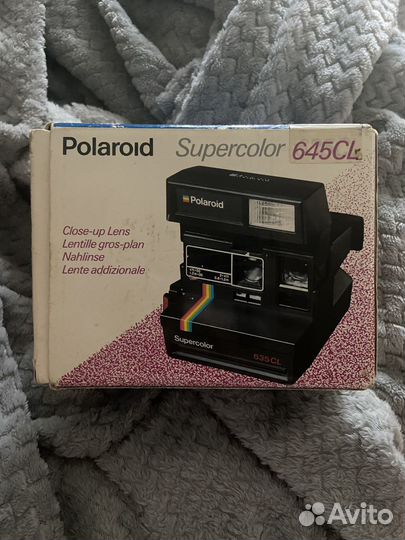 Polaroid Supercolor 645CL
Close-up Lens
Lentille gros-plan
Nahlinse
Lente addizionale
Polaroid
Supercolor 635CL
Avito